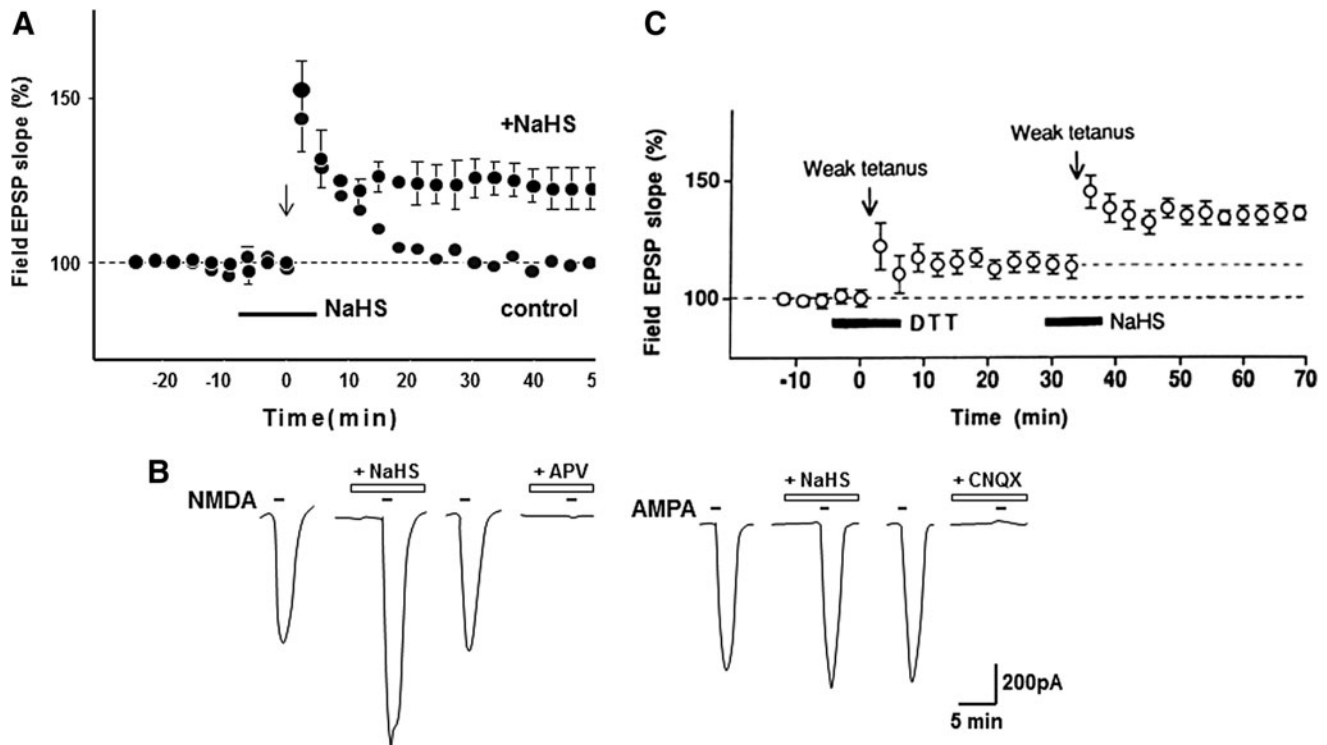 A
Field EPSP slope (%)
150
100
+NaHS
NaHS
control
-20 -10 0 10 20 30 40 5
Time(min)
C
Field EPSP slope (%)
150
100
Weak tetanus
Weak tetanus
DTT
NaHS
-10 0 10 20 30 40 50 60 70
Time (min)
B
NMDA
+ NaHS
+ APV
AMPA
+ NaHS
+ CNQX
200pA
5 min